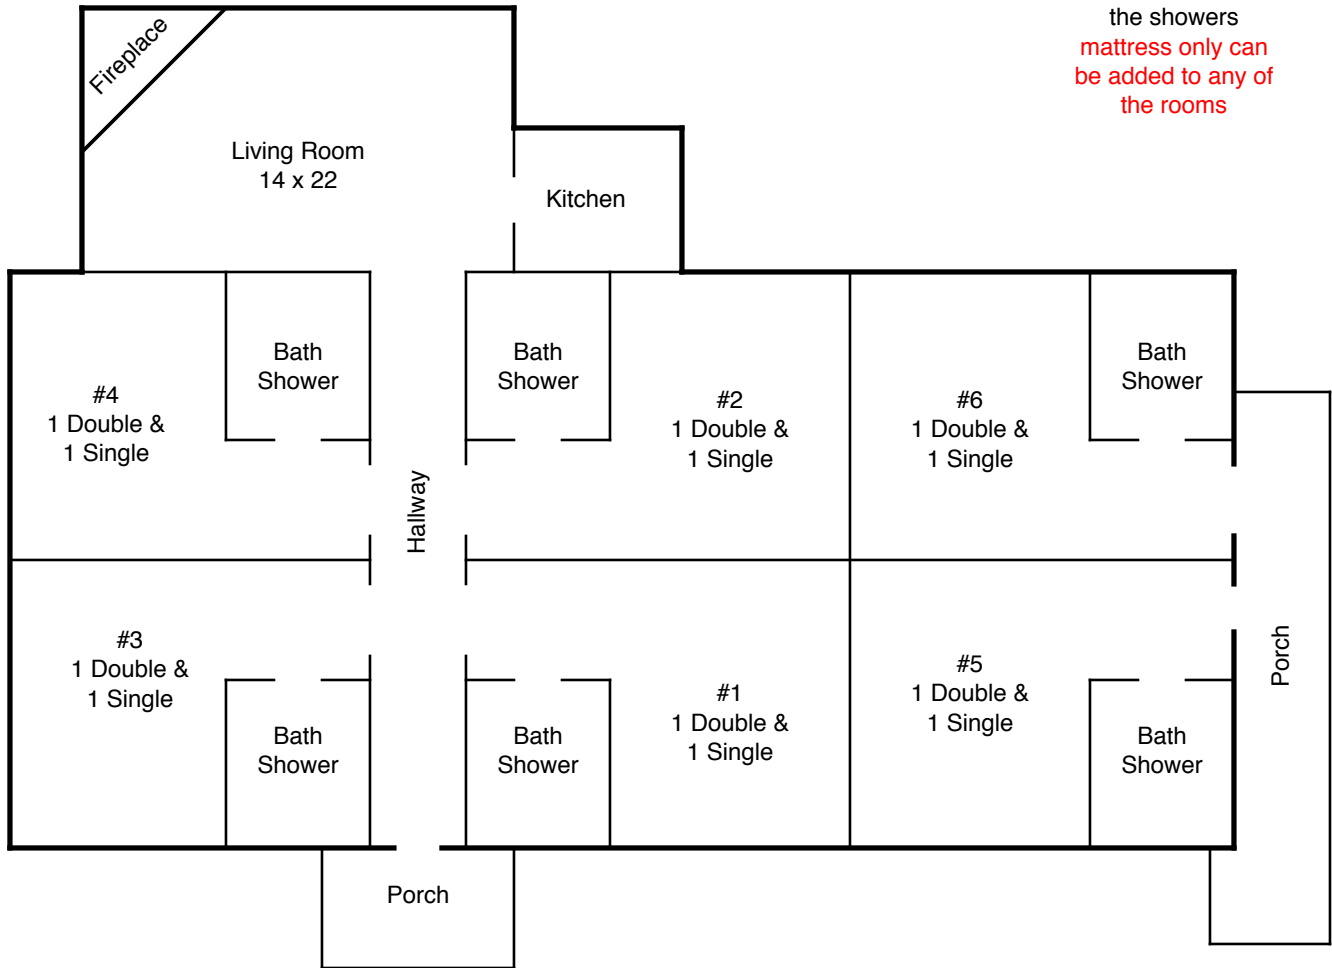 the showers
mattress only can
be added to any of
the rooms
Fireplace
Living Room
14 x 22
Kitchen
Bath
Shower
Bath
Shower
Bath
Shower
#4
1 Double &
1 Single
#2
1 Double &
1 Single
#6
1 Double &
1 Single
Hallway
#3
1 Double &
1 Single
#1
1 Double &
1 Single
#5
1 Double &
1 Single
Porch
Bath
Shower
Bath
Shower
Bath
Shower
Porch